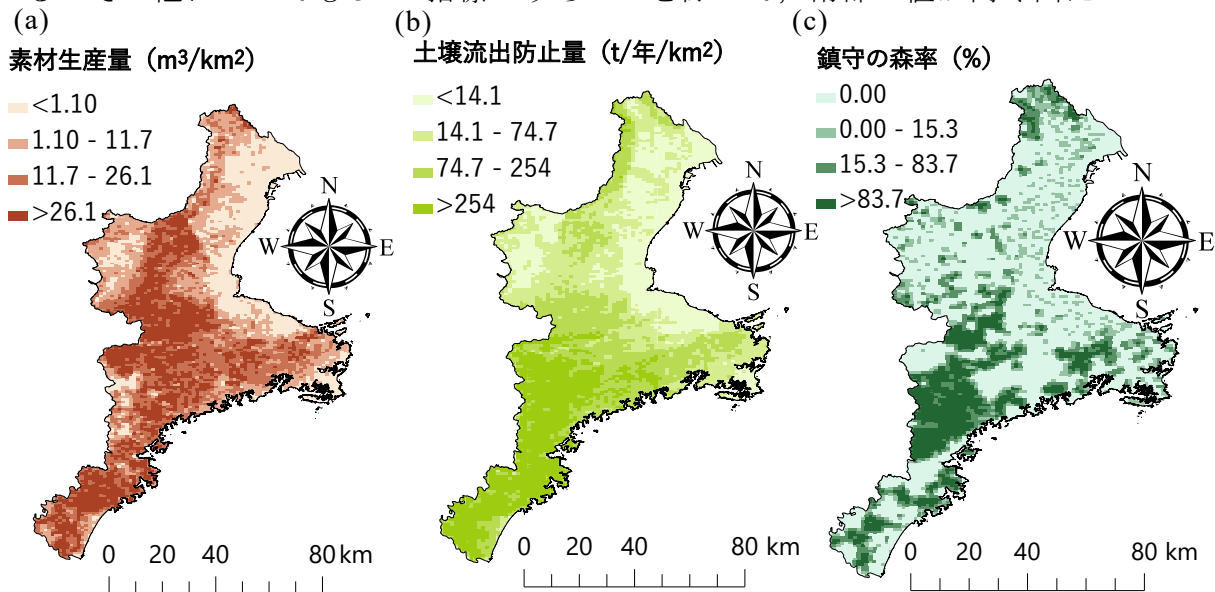 (a)
素材生産量（m3/km2）
<1.10
1.10 - 11.7
11.7 - 26.1
>26.1
N
W
E
S
0 20 40 80 km
(b)
土壌流出防止量（t/年/km2）
<14.1
14.1 - 74.7
74.7 - 254
>254
N
W
E
S
0 20 40 80 km
(c)
鎮守の森率（%）
0.00
0.00 - 15.3
15.3 - 83.7
>83.7
N
W
E
S
0 20 40 80 km